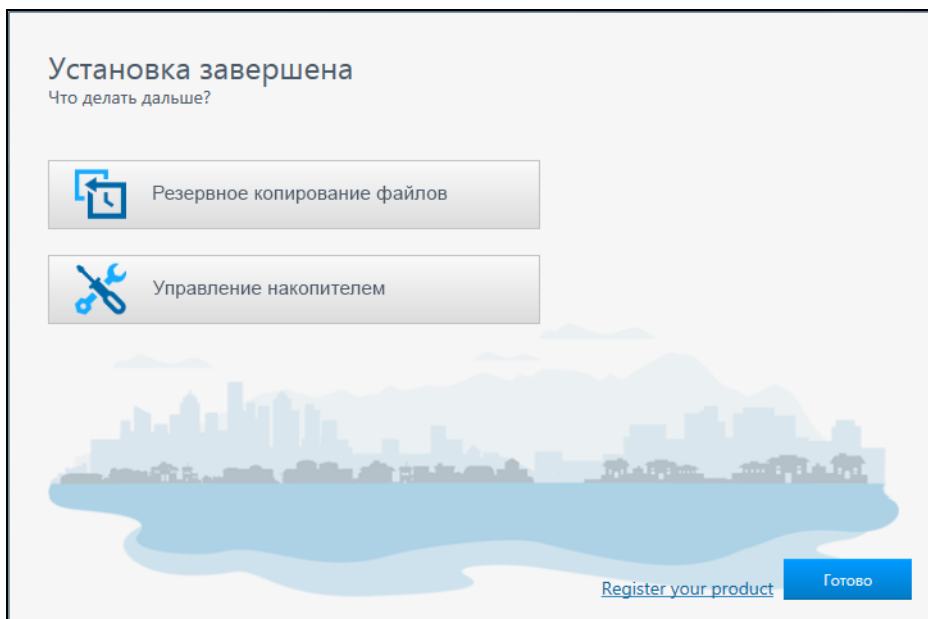 Установка завершена
Что делать дальше?
Резервное копирование файлов
Управление накопителем
Register your product
Готово